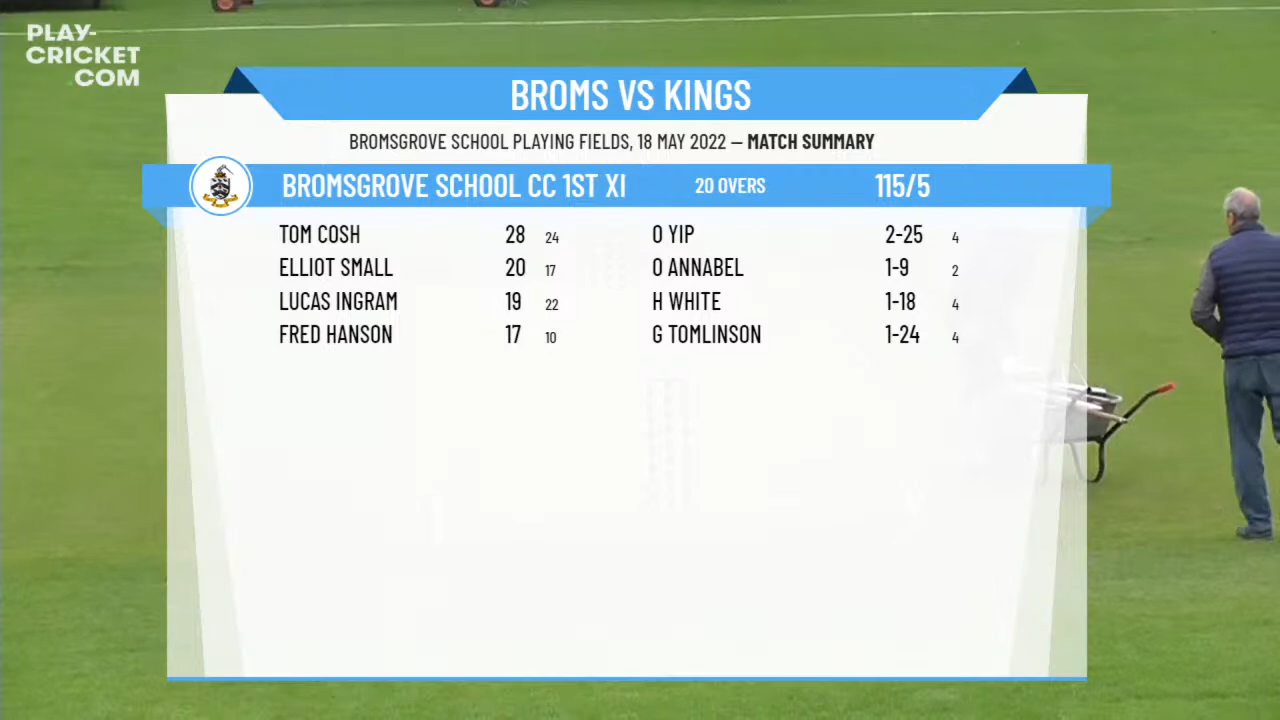 PLAY-
CRICKET
.COM
BROMS VS KINGS
BROMSGROVE SCHOOL PLAYING FIELDS, 18 MAY 2022 – MATCH SUMMARY
BROMSGROVE SCHOOL CC 1ST XI 20 OVERS 115/5
TOM COSH 28 24 O YIP 2-25 4
ELLIOT SMALL 20 17 O ANNABEL 1-9 2
LUCAS INGRAM 19 22 H WHITE 1-18 4
FRED HANSON 17 10 G TOMLINSON 1-24 4